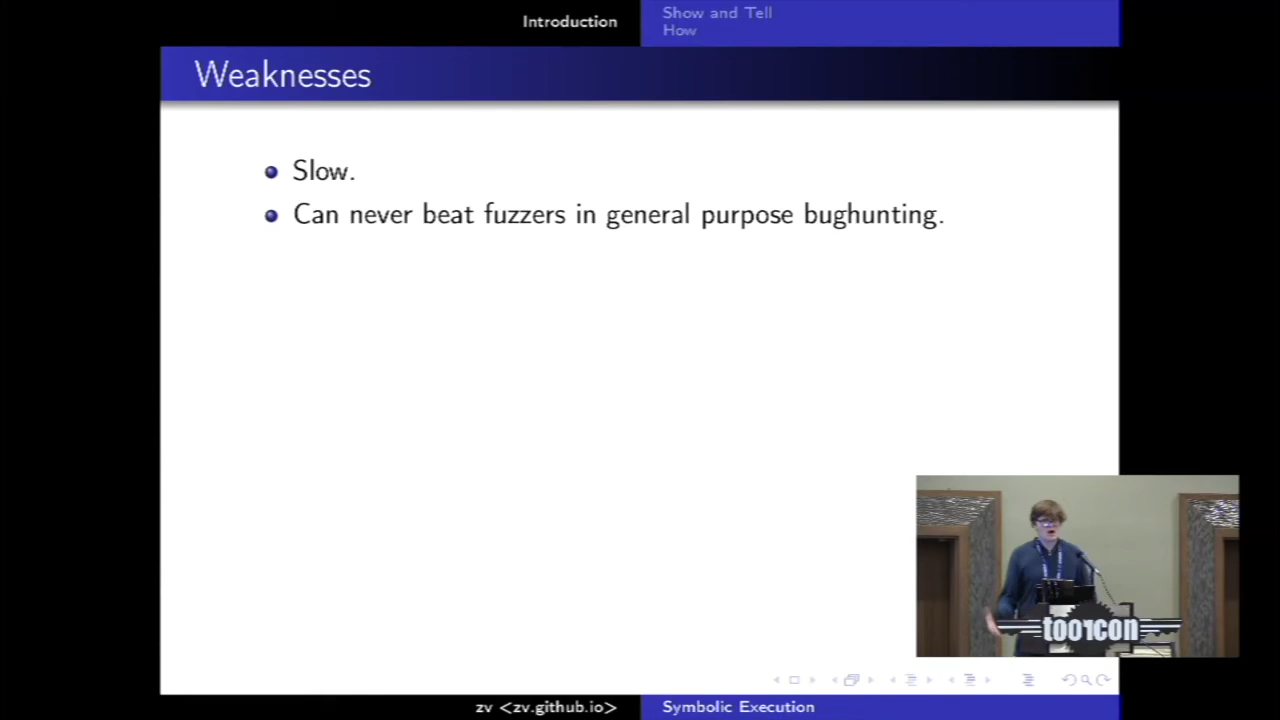 Introduction
Show and Tell
How
Weaknesses
Slow.
Can never beat fuzzers in general purpose bughunting.
toorcon
zv <zv.github.io>
Symbolic Execution